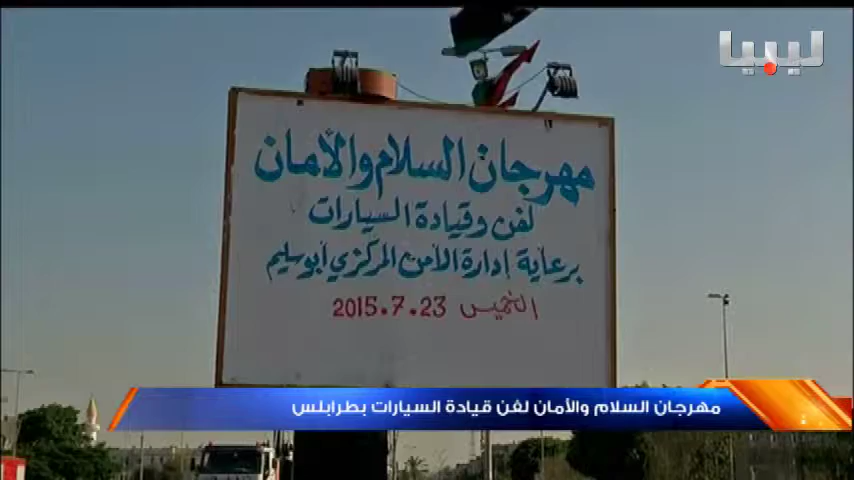 ليبيا
مهرجان السلام والأمان
لفن وقيادة السيارات
برعاية إدارة الأمن المركزي أبوسليم
الخميس 2015.7.23
مهرجان السلام والأمان لفن قيادة السيارات بطرابلس